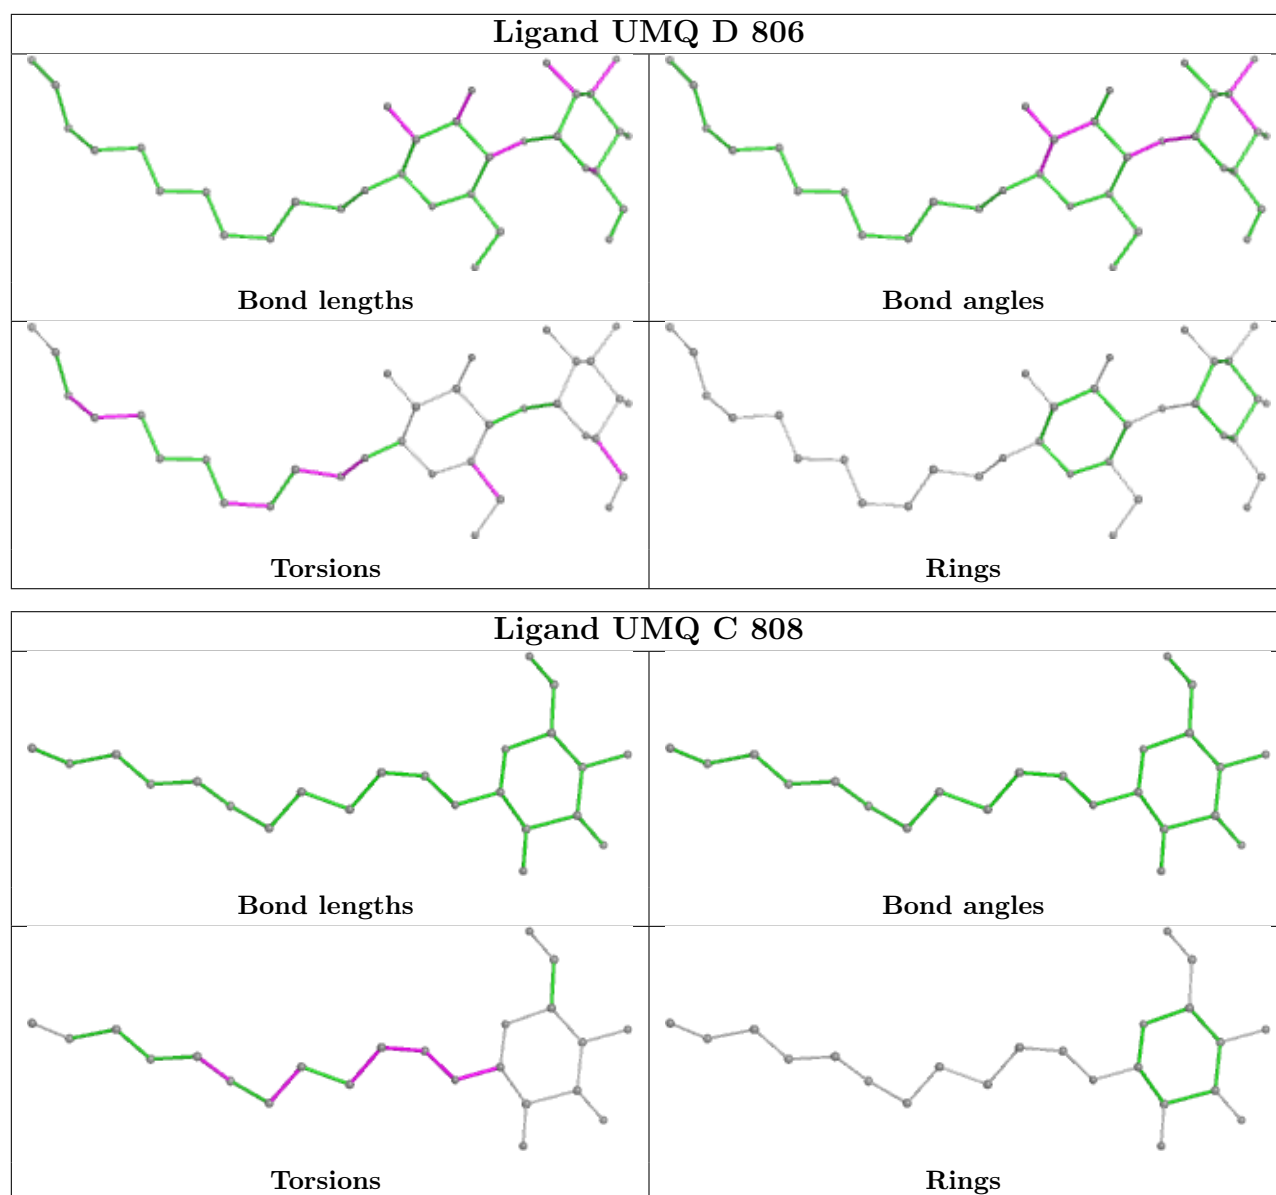 Ligand UMQ D 806
Bond lengths
Bond angles
Torsions
Rings
Ligand UMQ C 808
Bond lengths
Bond angles
Torsions
Rings